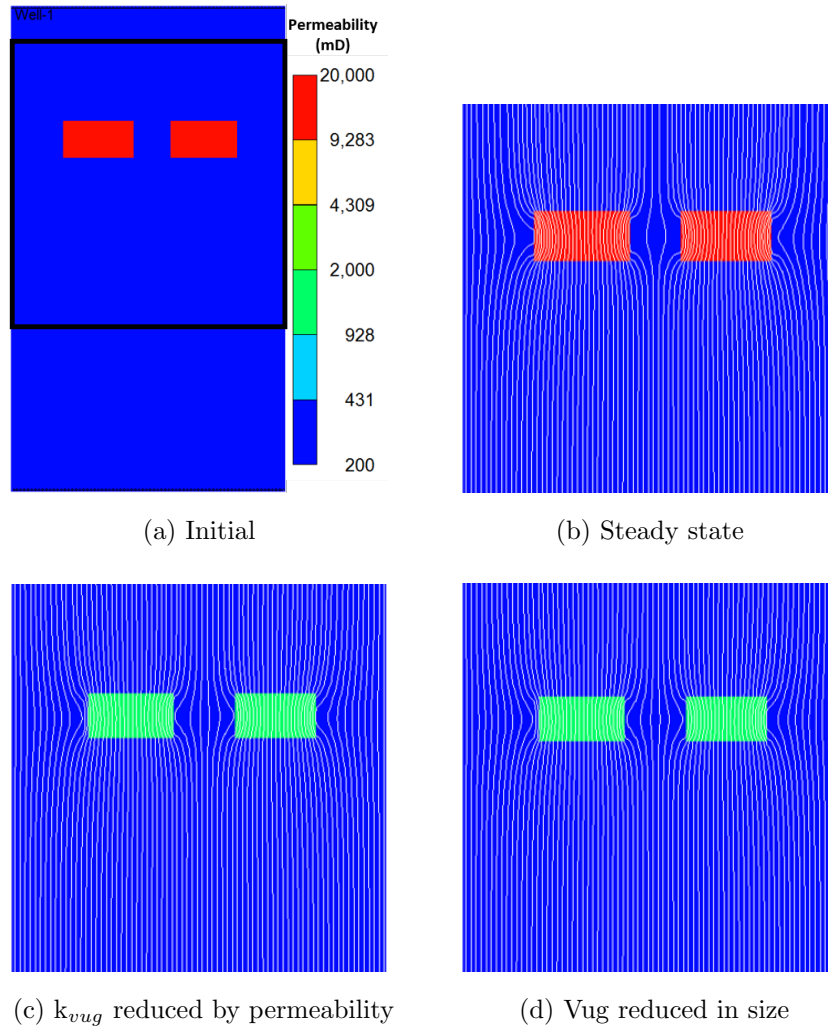 Well-1
Permeability
(mD)
20,000
9,283
4,309
2,000
928
431
200
(a) Initial
(b) Steady state
(c) kvug reduced by permeability
(d) Vug reduced in size